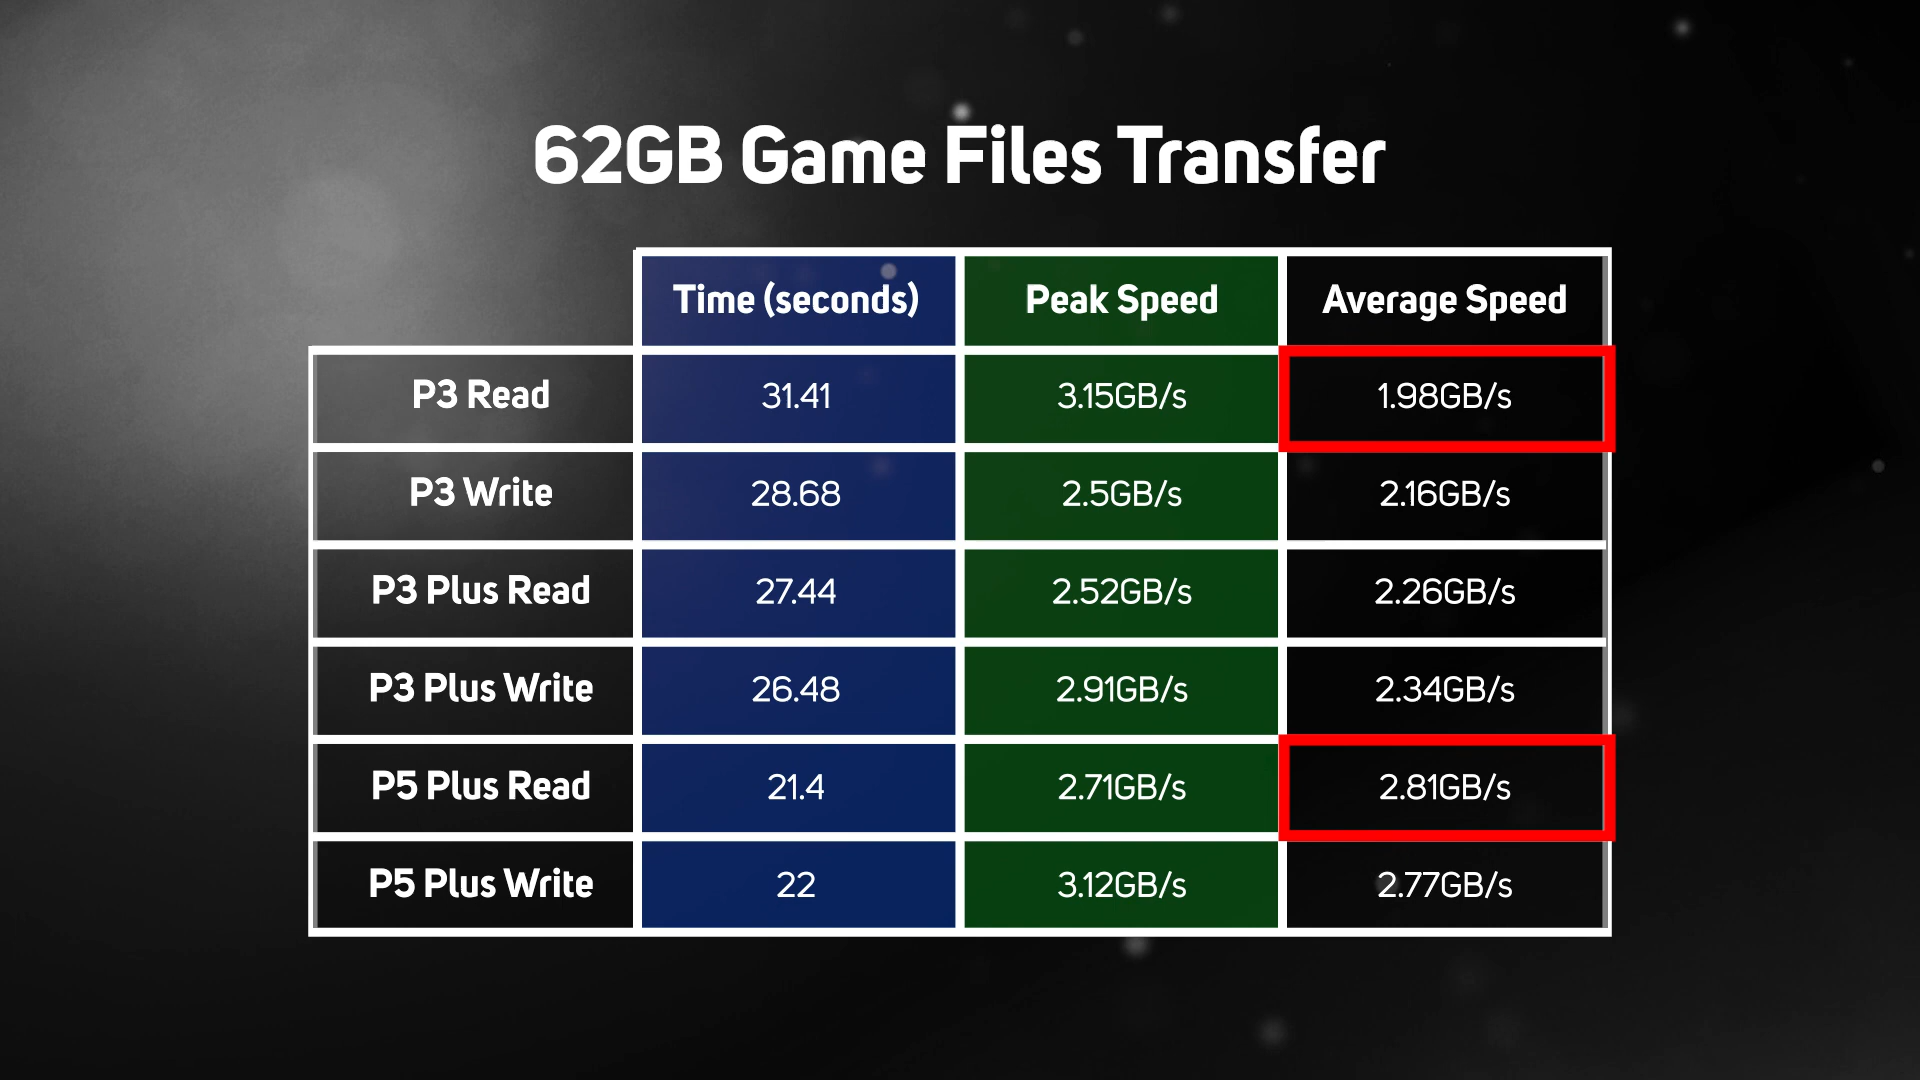 62GB Game Files Transfer
Time (seconds) Peak Speed Average Speed
P3 Read 31.41 3.15GB/s 1.98GB/s
P3 Write 28.68 2.5GB/s 2.16GB/s
P3 Plus Read 27.44 2.52GB/s 2.26GB/s
P3 Plus Write 26.48 2.91GB/s 2.34GB/s
P5 Plus Read 21.4 2.71GB/s 2.81GB/s
P5 Plus Write 22 3.12GB/s 2.77GB/s